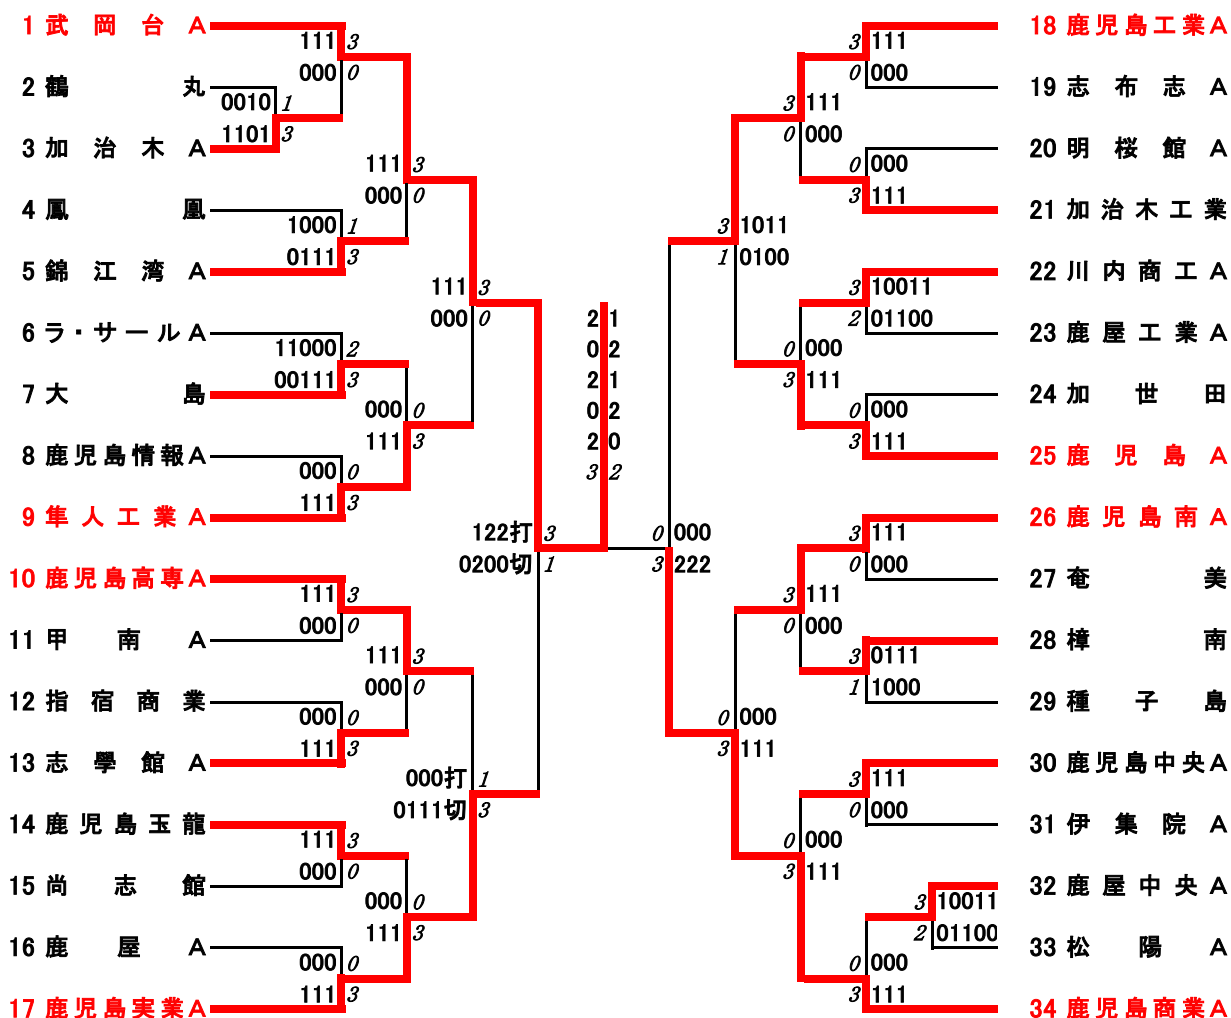 1 武岡台 A
111 3
000 0
2 鶴丸
0010 1
1101 3
3 加治木 A
111 3
000 0
4 鳳凰
1000 1
0111 3
5 錦江湾 A
111 3
000 0
6 ラ・サール A
11000 2
00111 3
7 大島
000 0
111 3
8 鹿児島情報 A
000 0
111 3
9 隼人工業 A
122打 3
0200切 1
10 鹿児島高専 A
111 3
000 0
11 甲南 A
111 3
000 0
12 指宿商業
000 0
111 3
13 志學館 A
000打 1
0111切 3
14 鹿児島玉龍
111 3
000 0
15 尚志館
000 0
111 3
16 鹿屋 A
000 0
111 3
17 鹿児島実業 A
2 1
0 2
2 1
0 2
2 0
3 2
18 鹿児島工業 A
3 111
0 000
19 志布志 A
3 111
0 000
20 明桜館 A
0 000
3 111
21 加治木工業
3 1011
1 0100
22 川内商工 A
3 10011
2 01100
23 鹿屋工業 A
0 000
3 111
24 加世田
0 000
3 111
25 鹿児島 A
0 000
3 222
26 鹿児島南 A
3 111
0 000
27 奄美
3 111
0 000
28 樟南
3 0111
1 1000
29 種子島
0 000
3 111
30 鹿児島中央 A
3 111
0 000
31 伊集院 A
0 000
3 111
32 鹿屋中央 A
3 10011
2 01100
33 松陽 A
0 000
3 111
34 鹿児島商業 A